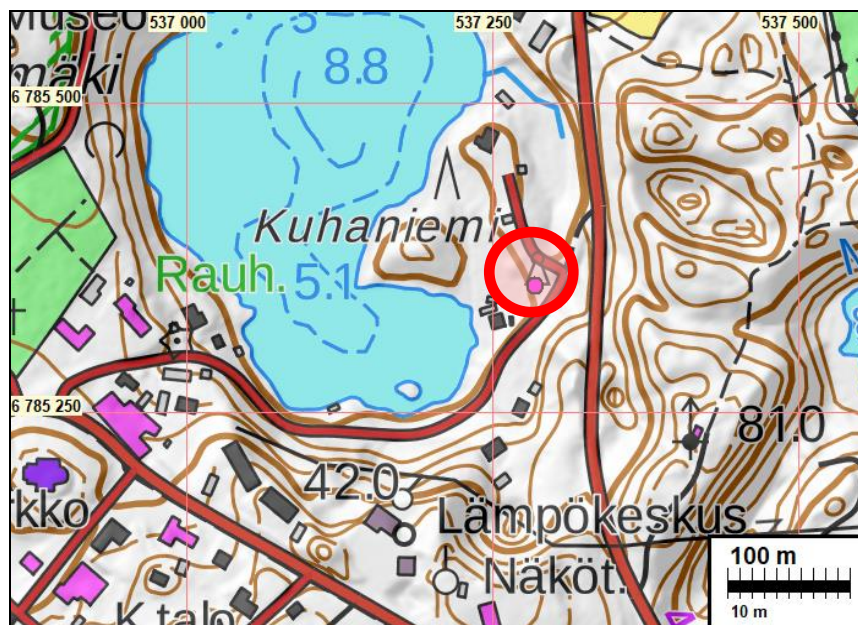 537 000
537 250
537 500
Museo
mäki
6 785 500
8.8
Kuhaniemi
Rauh.
5.1
6 785 250
81.0
42.0
rkko
Lämpökeskus
Näköt.
K.talo
100 m
10 m